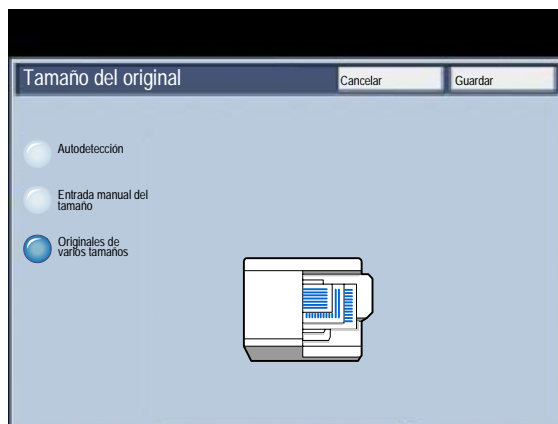 Tamaño del original
Cancelar
Guardar
Autodetección
Entrada manual del
tamaño
Originales de
varios tamaños